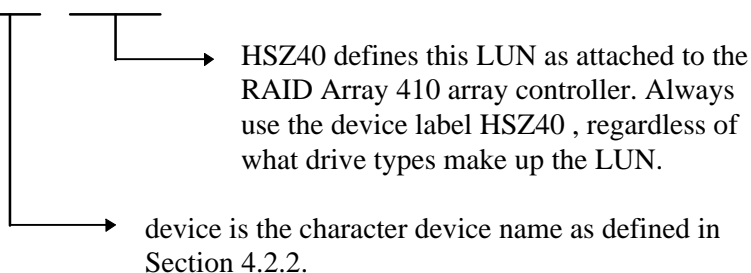 HSZ40 defines this LUN as attached to the
RAID Array 410 array controller. Always
use the device label HSZ40 , regardless of
what drive types make up the LUN.
device is the character device name as defined in
Section 4.2.2.